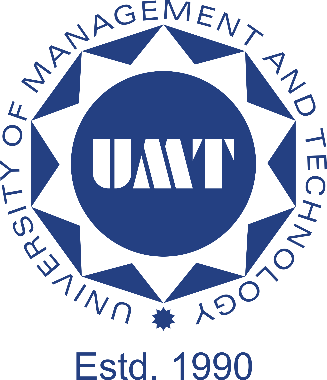 UNIVERSITY OF MANAGEMENT AND TECHNOLOGY
UMT
Estd. 1990